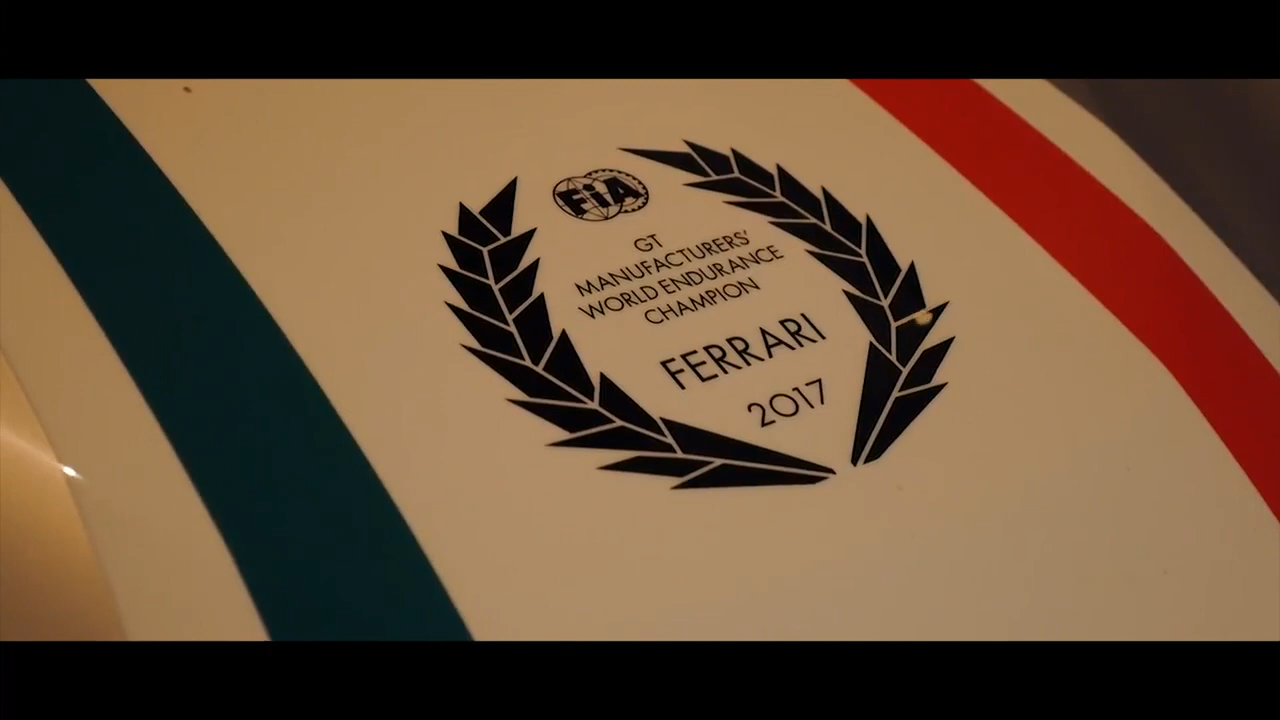 FiA
GT
MANUFACTURERS'
WORLD ENDURANCE
CHAMPION
FERRARI
2017